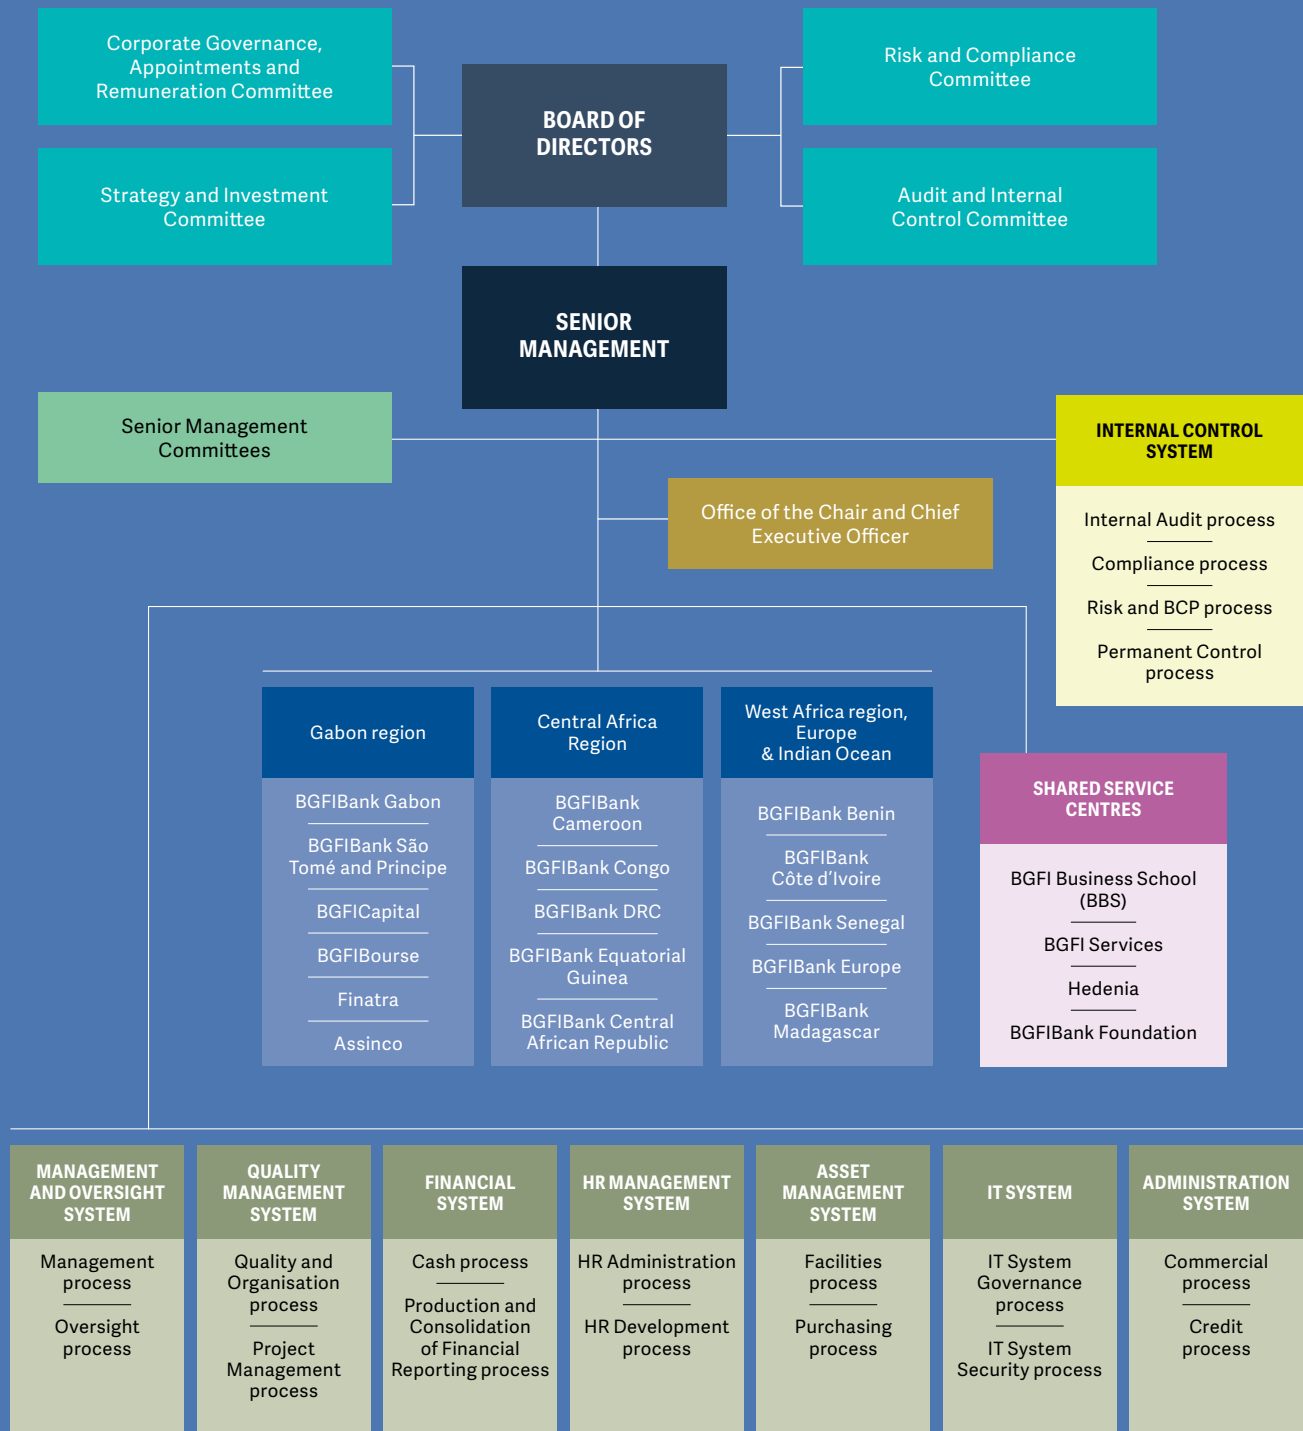 Corporate Governance,
Appointments and
Remuneration Committee
Strategy and Investment
Committee
BOARD OF
DIRECTORS
Risk and Compliance
Committee
Audit and Internal
Control Committee
SENIOR
MANAGEMENT
Senior Management
Committees
INTERNAL CONTROL
SYSTEM
Internal Audit process
Compliance process
Risk and BCP process
Permanent Control
process
Office of the Chair and Chief
Executive Officer
Gabon region
BGFIBank Gabon
BGFIBank São
Tomé and Principe
BGFICapital
BGFIBourse
Finatra
Assinco
Central Africa
Region
BGFIBank
Cameroon
BGFIBank Congo
BGFIBank DRC
BGFIBank Equatorial
Guinea
BGFIBank Central
African Republic
West Africa region,
Europe
& Indian Ocean
BGFIBank Benin
BGFIBank
Côte d'Ivoire
BGFIBank Senegal
BGFIBank Europe
BGFIBank
Madagascar
SHARED SERVICE
CENTRES
BGFI Business School
(BBS)
BGFI Services
Hedenia
BGFIBank Foundation
MANAGEMENT
AND OVERSIGHT
SYSTEM
Management
process
Oversight
process
QUALITY
MANAGEMENT
SYSTEM
Quality and
Organisation
process
Project
Management
process
FINANCIAL
SYSTEM
Cash process
Production and
Consolidation
of Financial
Reporting process
HR MANAGEMENT
SYSTEM
HR Administration
process
HR Development
process
ASSET
MANAGEMENT
SYSTEM
Facilities
process
Purchasing
process
IT SYSTEM
IT System
Governance
process
IT System
Security process
ADMINISTRATION
SYSTEM
Commercial
process
Credit
process